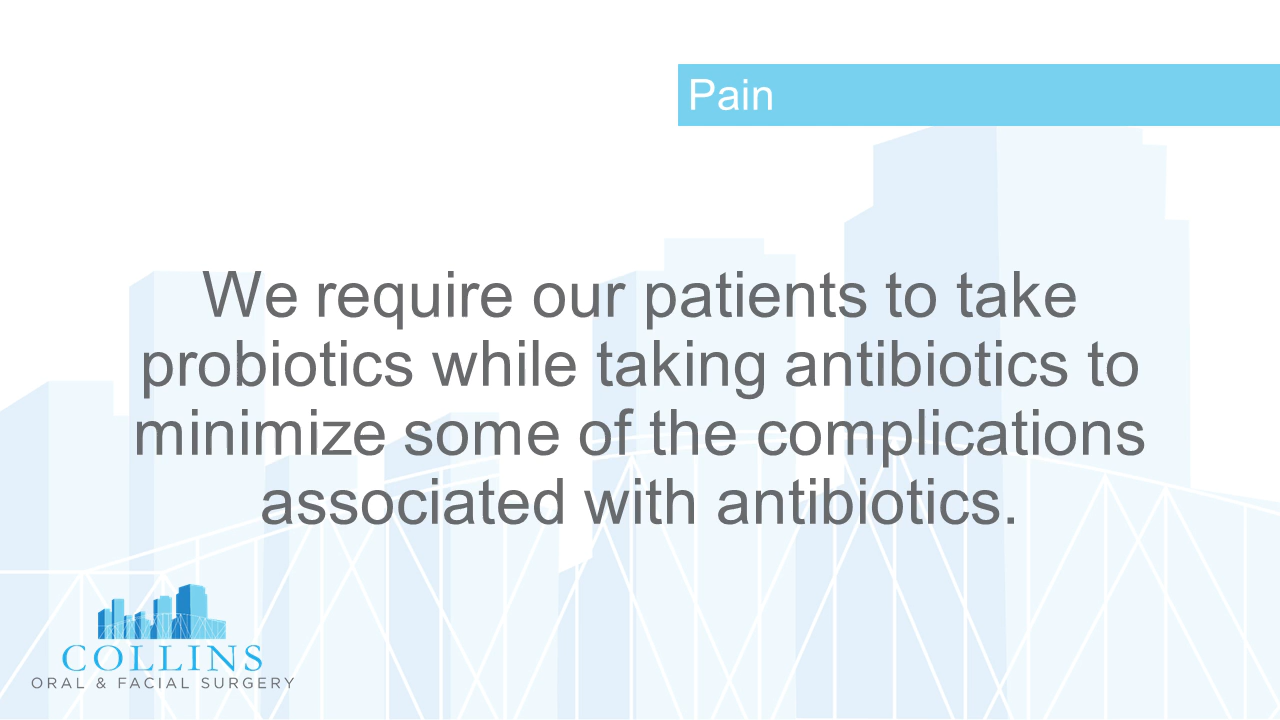 Pain
We require our patients to take
probiotics while taking antibiotics to
minimize some of the complications
associated with antibiotics.
COLLINS
ORAL & FACIAL SURGERY